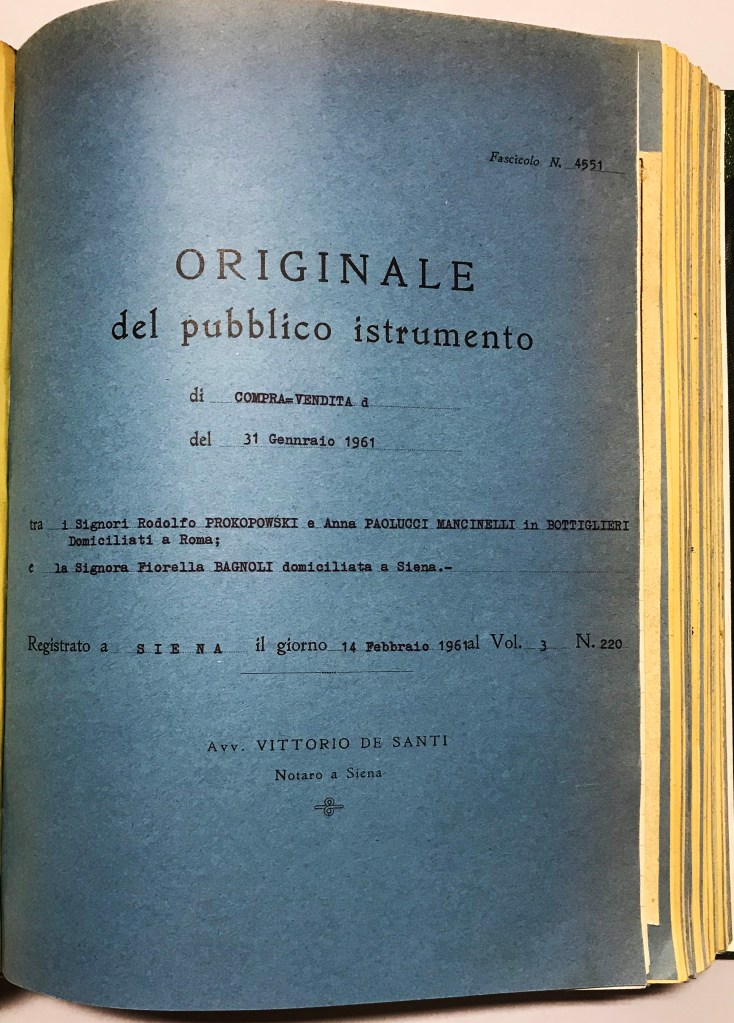 Fascicolo N. 4551
ORIGINALE
del pubblico istrumento
di COMPRA=VENDITA d
del 31 Gennraio 1961
tra i Signori Rodolfo PROKOPOWSKI e Anna PAOLUCCI MANCINELLI in BOTTIGLIERI
Domiciliati a Roma;
e la Signora Fiorella BAGNOLI domiciliata a Siena.-
Registrato a SIENA il giorno 14 Febbraio 1961al Vol. 3 N. 220
Avv. VITTORIO DE SANTI
Notaro a Siena